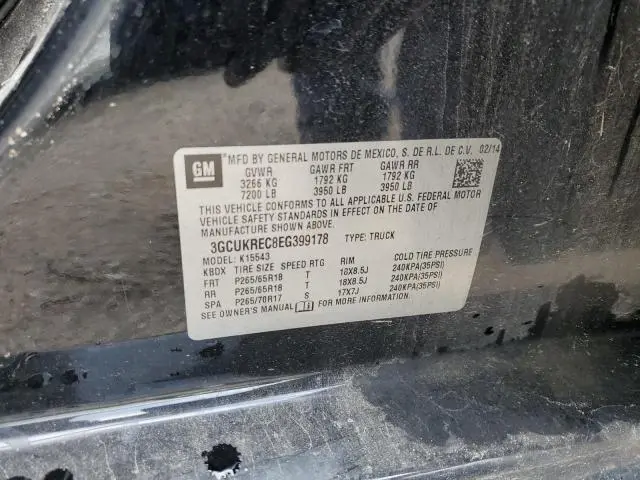 GM
MFD BY GENERAL MOTORS DE MEXICO, S. DE R.L. DE C.V. 02/14
GVWR GAWR FRT GAWR RR
3266 KG 1792 KG 1792 KG
7200 LB 3950 LB 3950 LB
THIS VEHICLE CONFORMS TO ALL APPLICABLE U.S. FEDERAL MOTOR
VEHICLE SAFETY STANDARDS IN EFFECT ON THE DATE OF
MANUFACTURE SHOWN ABOVE.
3GCUKREC8EG399178 TYPE: TRUCK
MODEL: K15543
KBDX TIRE SIZE SPEED RTG RIM COLD TIRE PRESSURE
FRT P265/65R18 T 18X8.5J 240KPA(35PSI)
RR P265/65R18 T 18X8.5J 240KPA(35PSI)
SPA P265/70R17 S 17X7J 240KPA(35PSI)
SEE OWNER'S MANUAL FOR MORE INFORMATION.